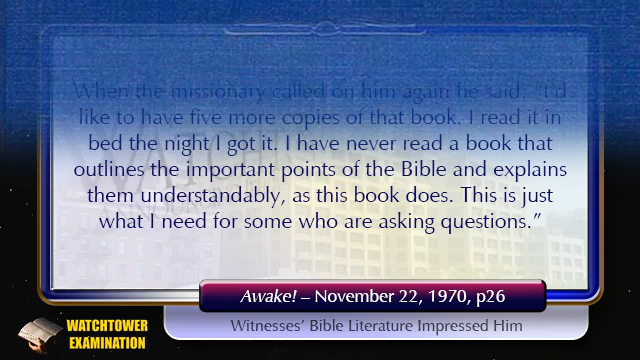 When the missionary called on him again he said: “I’d
like to have five more copies of that book. I read it in
bed the night I got it. I have never read a book that
outlines the important points of the Bible and explains
them understandably, as this book does. This is just
what I need for some who are asking questions.”
Awake! – November 22, 1970, p26
Witnesses’ Bible Literature Impressed Him
WATCHTOWER
EXAMINATION